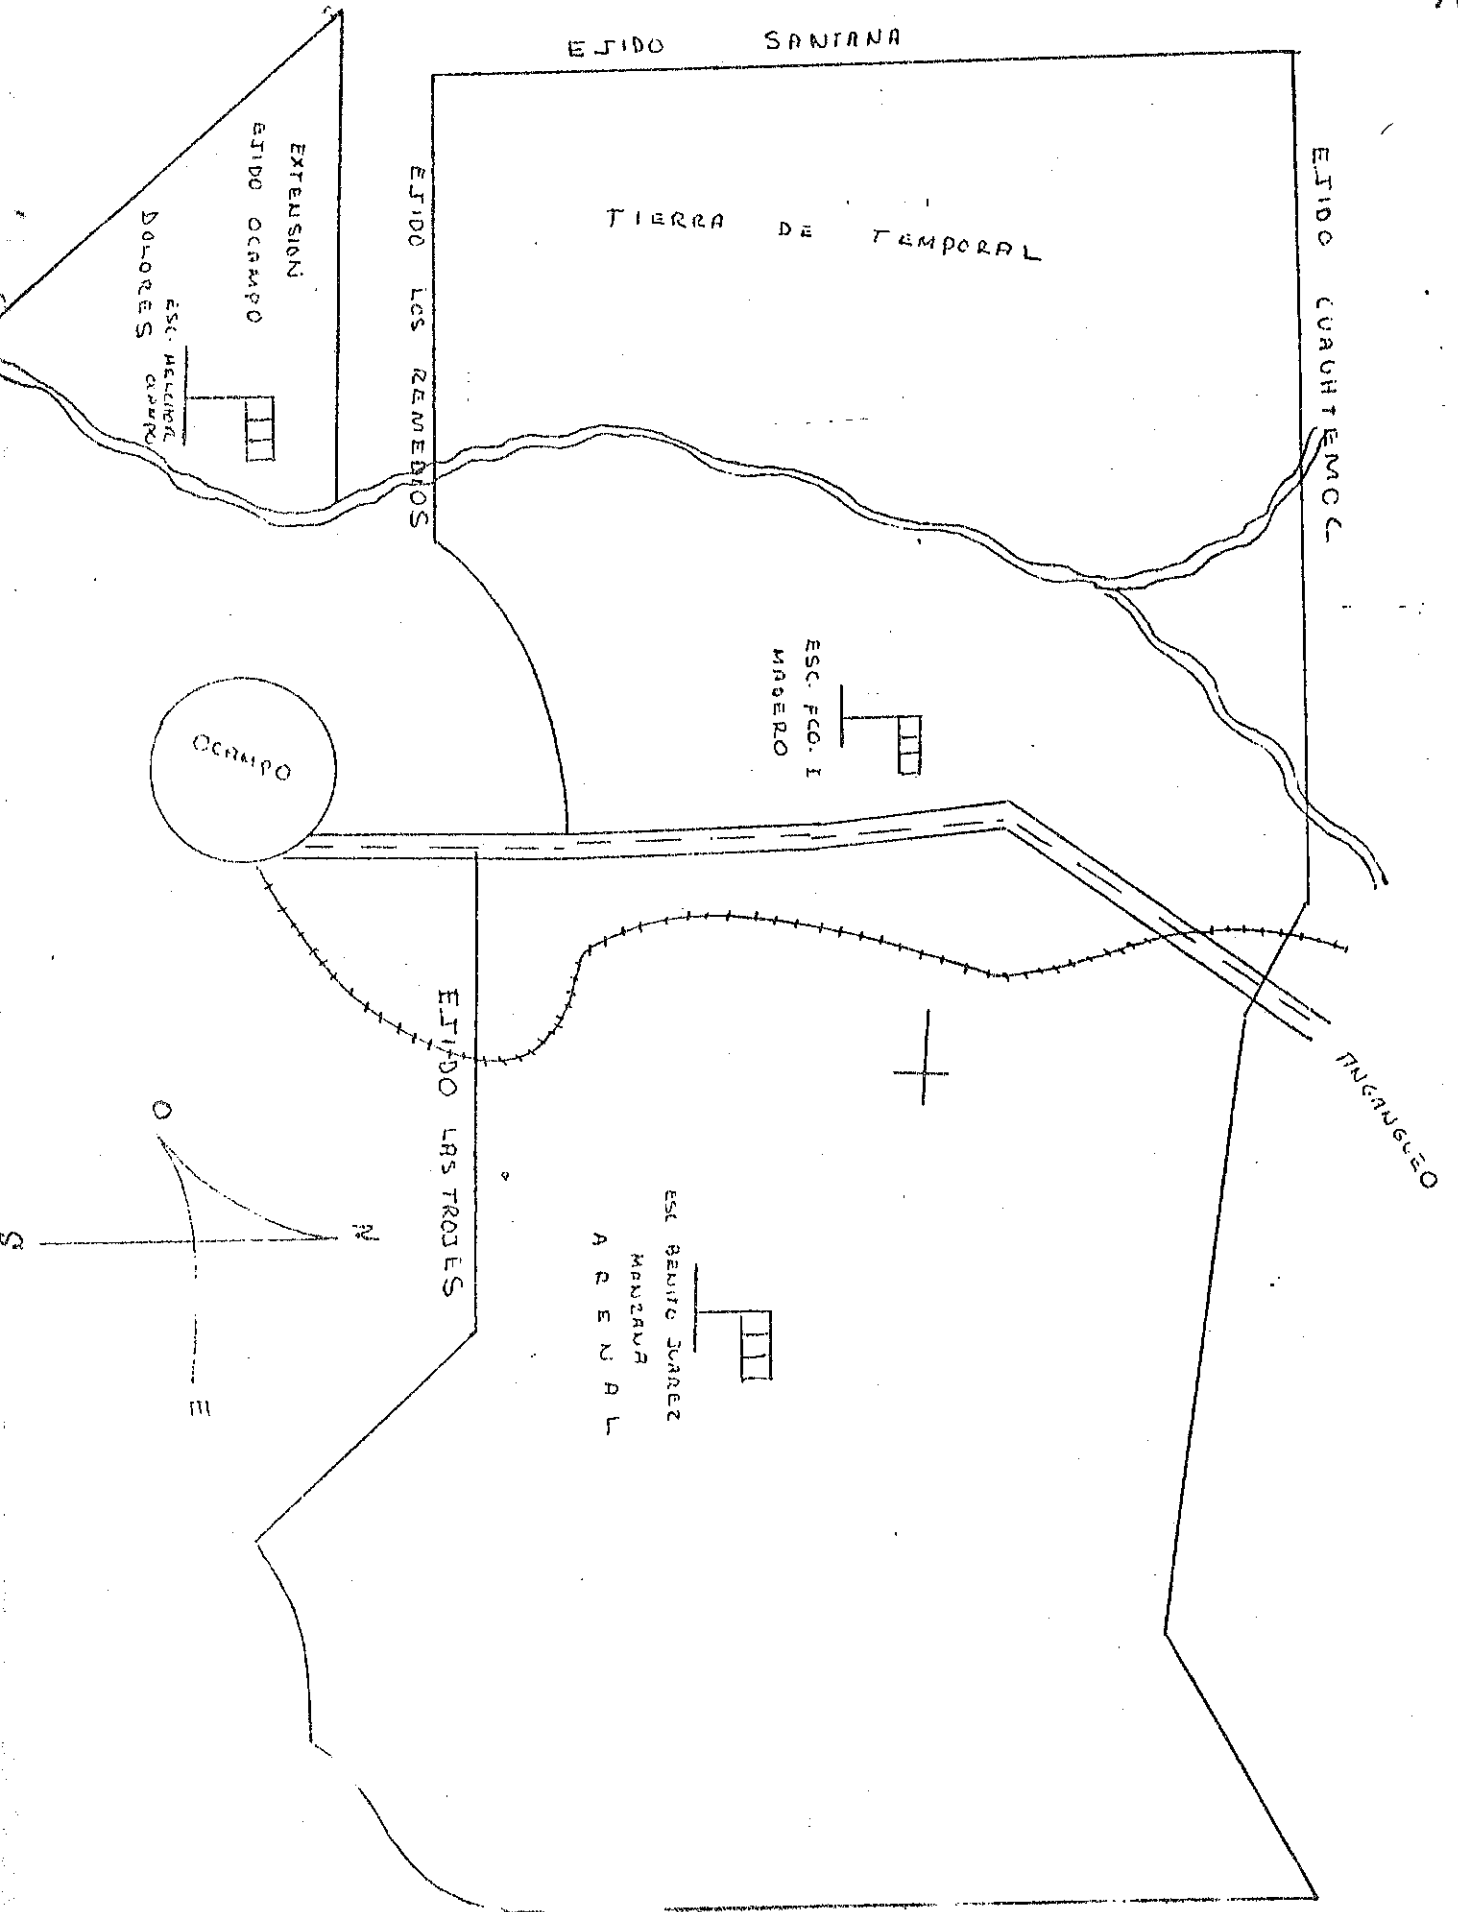 EJIDO SANTANA
EJIDO CUAUHTEMOC
TIERRA DE TEMPORAL
EJIDO LOS REMEDIOS
EXTENSION
EJIDO OCAMPO
ESC. MELCHOR
OCAMPO
DOLORES
ESC. FCO. I
MADERO
OCAMPO
ANGANGUEO
EJIDO LAS TROJES
ESC BENITO JUAREZ
MANZANA
ARENAL
N
S
E
O